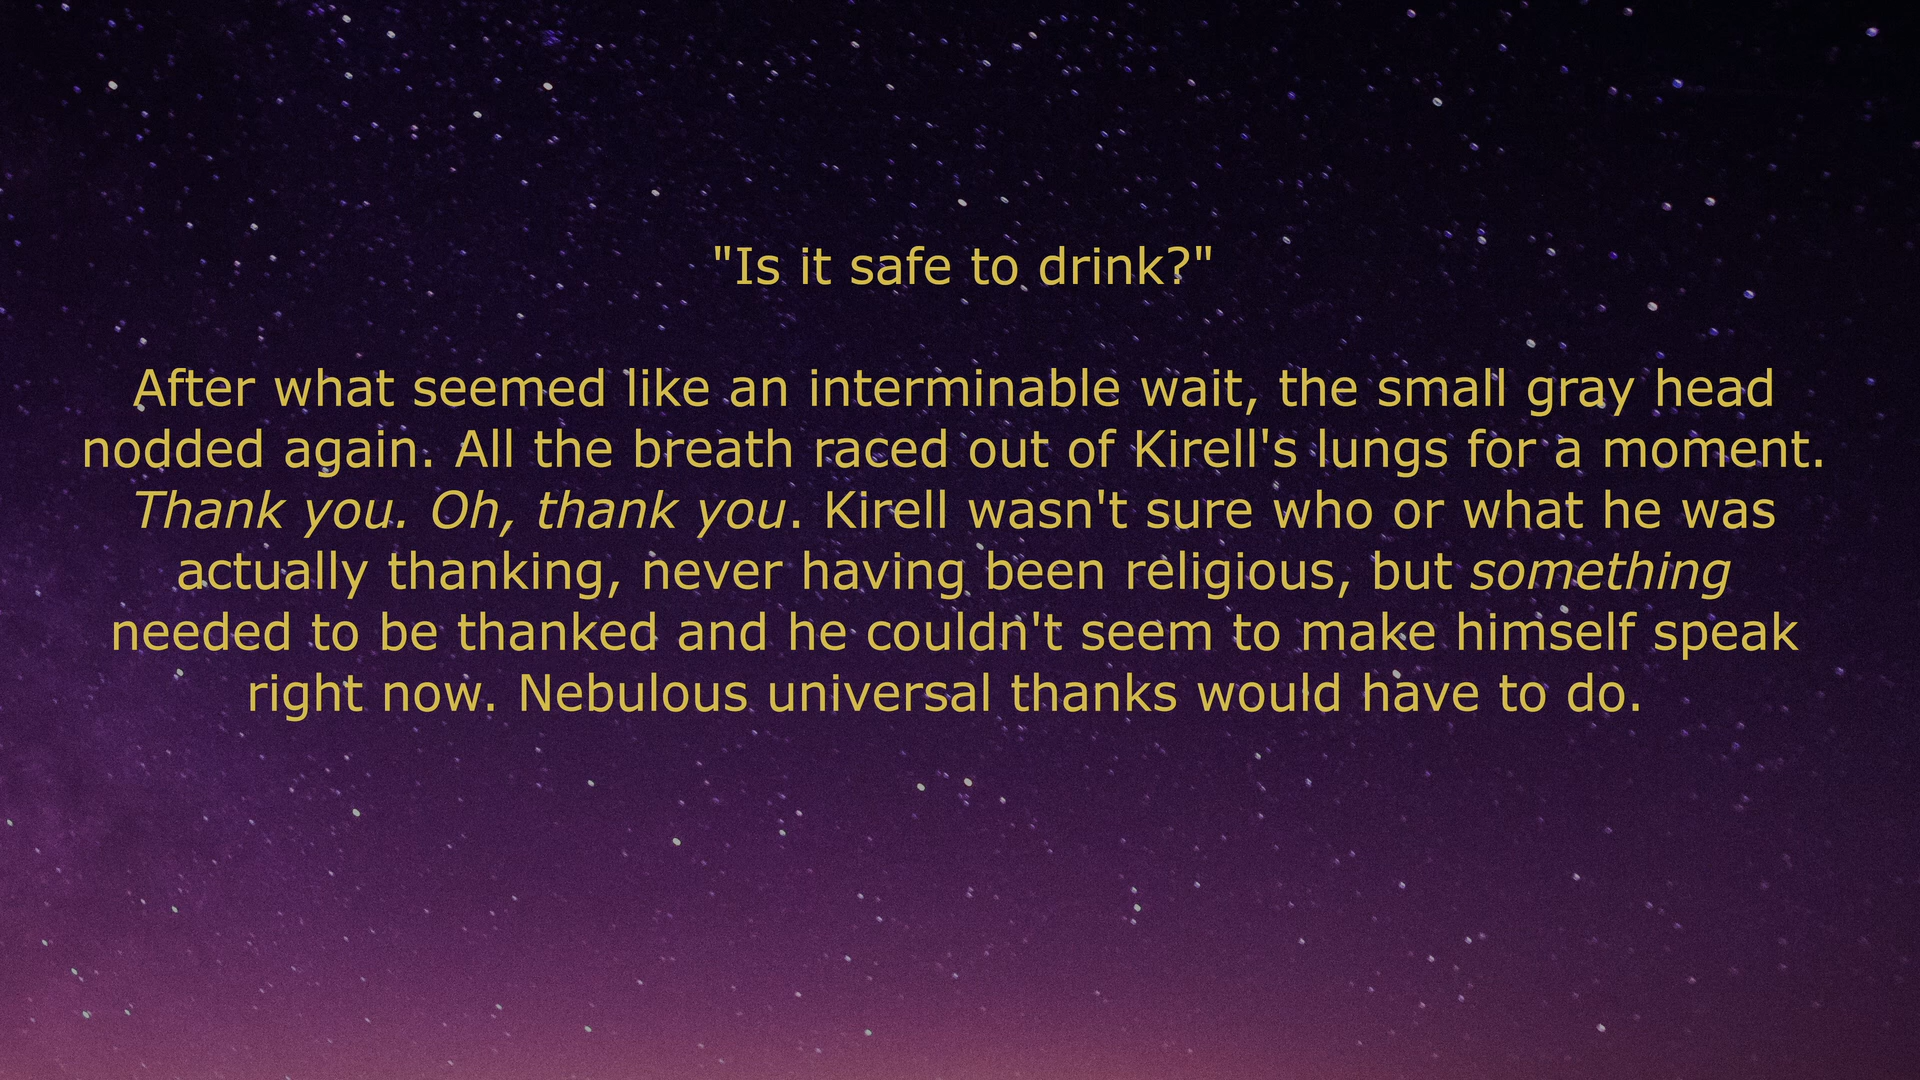 "Is it safe to drink?"
After what seemed like an interminable wait, the small gray head
nodded again. All the breath raced out of Kirell's lungs for a moment.
Thank you. Oh, thank you. Kirell wasn't sure who or what he was
actually thanking, never having been religious, but something
needed to be thanked and he couldn't seem to make himself speak
right now. Nebulous universal thanks would have to do.